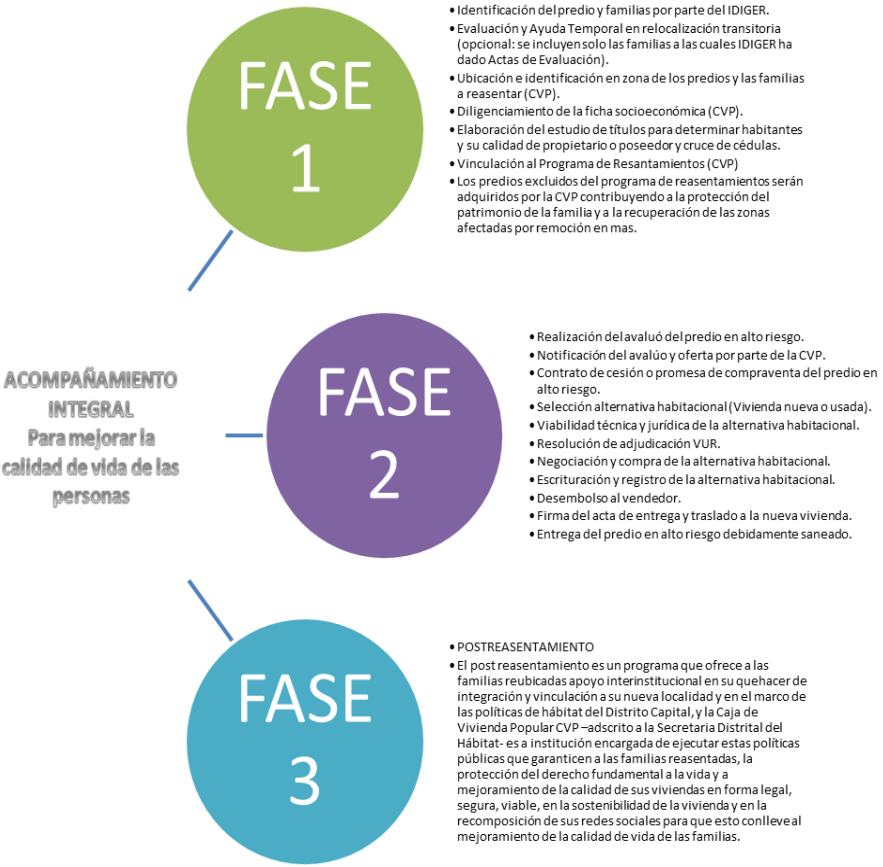 FASE
1
• Identificación del predio y familias por parte del IDIGER.
• Evaluación y Ayuda Temporal en relocalización transitoria
(opcional: se incluyen solo las familias a las cuales IDIGER ha
dado Actas de Evaluación).
• Ubicación e identificación en zona de los predios y las familias
a reasentar (CVP).
• Diligenciamiento de la ficha socioeconómica (CVP).
• Elaboración del estudio de títulos para determinar habitantes
y su calidad de propietario o poseedor y cruce de cédulas.
• Vinculación al Programa de Resantamientos (CVP)
• Los predios excluidos del programa de reasentamientos serán
adquiridos por la CVP contribuyendo a la protección del
patrimonio de la familia y a la recuperación de las zonas
afectadas por remoción en mas.
ACOMPAÑAMIENTO
INTEGRAL
Para mejorar la
calidad de vida de las
personas
FASE
2
• Realización del avaluó del predio en alto riesgo.
• Notificación del avalúo y oferta por parte de la CVP.
• Contrato de cesión o promesa de compraventa del predio en
alto riesgo.
• Selección alternativa habitacional (Vivienda nueva o usada).
• Viabilidad técnica y jurídica de la alternativa habitacional.
• Resolución de adjudicación VUR.
• Negociación y compra de la alternativa habitacional.
• Escrituración y registro de la alternativa habitacional.
• Desembolso al vendedor.
• Firma del acta de entrega y traslado a la nueva vivienda.
• Entrega del predio en alto riesgo debidamente saneado.
FASE
3
• POSTREASENTAMIENTO
• El post reasentamiento es un programa que ofrece a las
familias reubicadas apoyo interinstitucional en su quehacer de
integración y vinculación a su nueva localidad y en el marco de
las políticas de hábitat del Distrito Capital, y la Caja de
Vivienda Popular CVP –adscrito a la Secretaria Distrital del
Hábitat- es a institución encargada de ejecutar estas políticas
públicas que garanticen a las familias reasentadas, la
protección del derecho fundamental a la vida y a
mejoramiento de la calidad de sus viviendas en forma legal,
segura, viable, en la sostenibilidad de la vivienda y en la
recomposición de sus redes sociales para que esto conlleve al
mejoramiento de la calidad de vida de las familias.